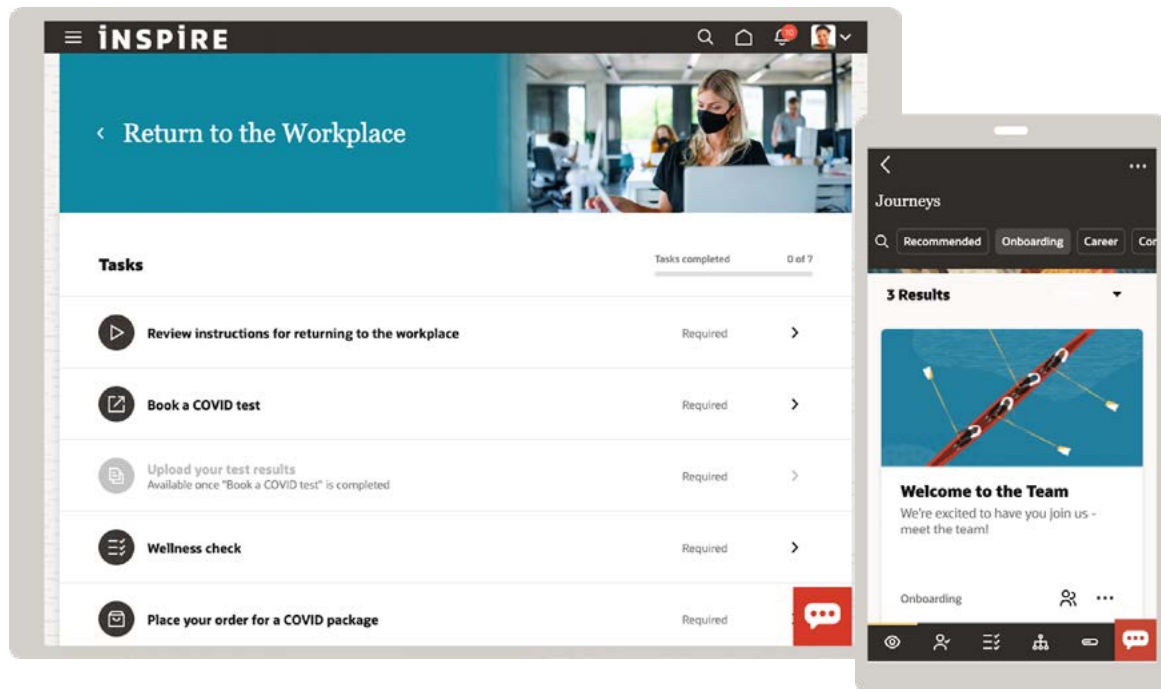 iNSPiRE
10
Return to the Workplace
Tasks
Tasks completed 0 of 7
Review instructions for returning to the workplace Required
Book a COVID test Required
Upload your test results
Available once "Book a COVID test" is completed Required
Wellness check Required
Place your order for a COVID package Required
Journeys
Recommended Onboarding Career Cor
3 Results
Welcome to the Team
We're excited to have you join us -
meet the team!
Onboarding